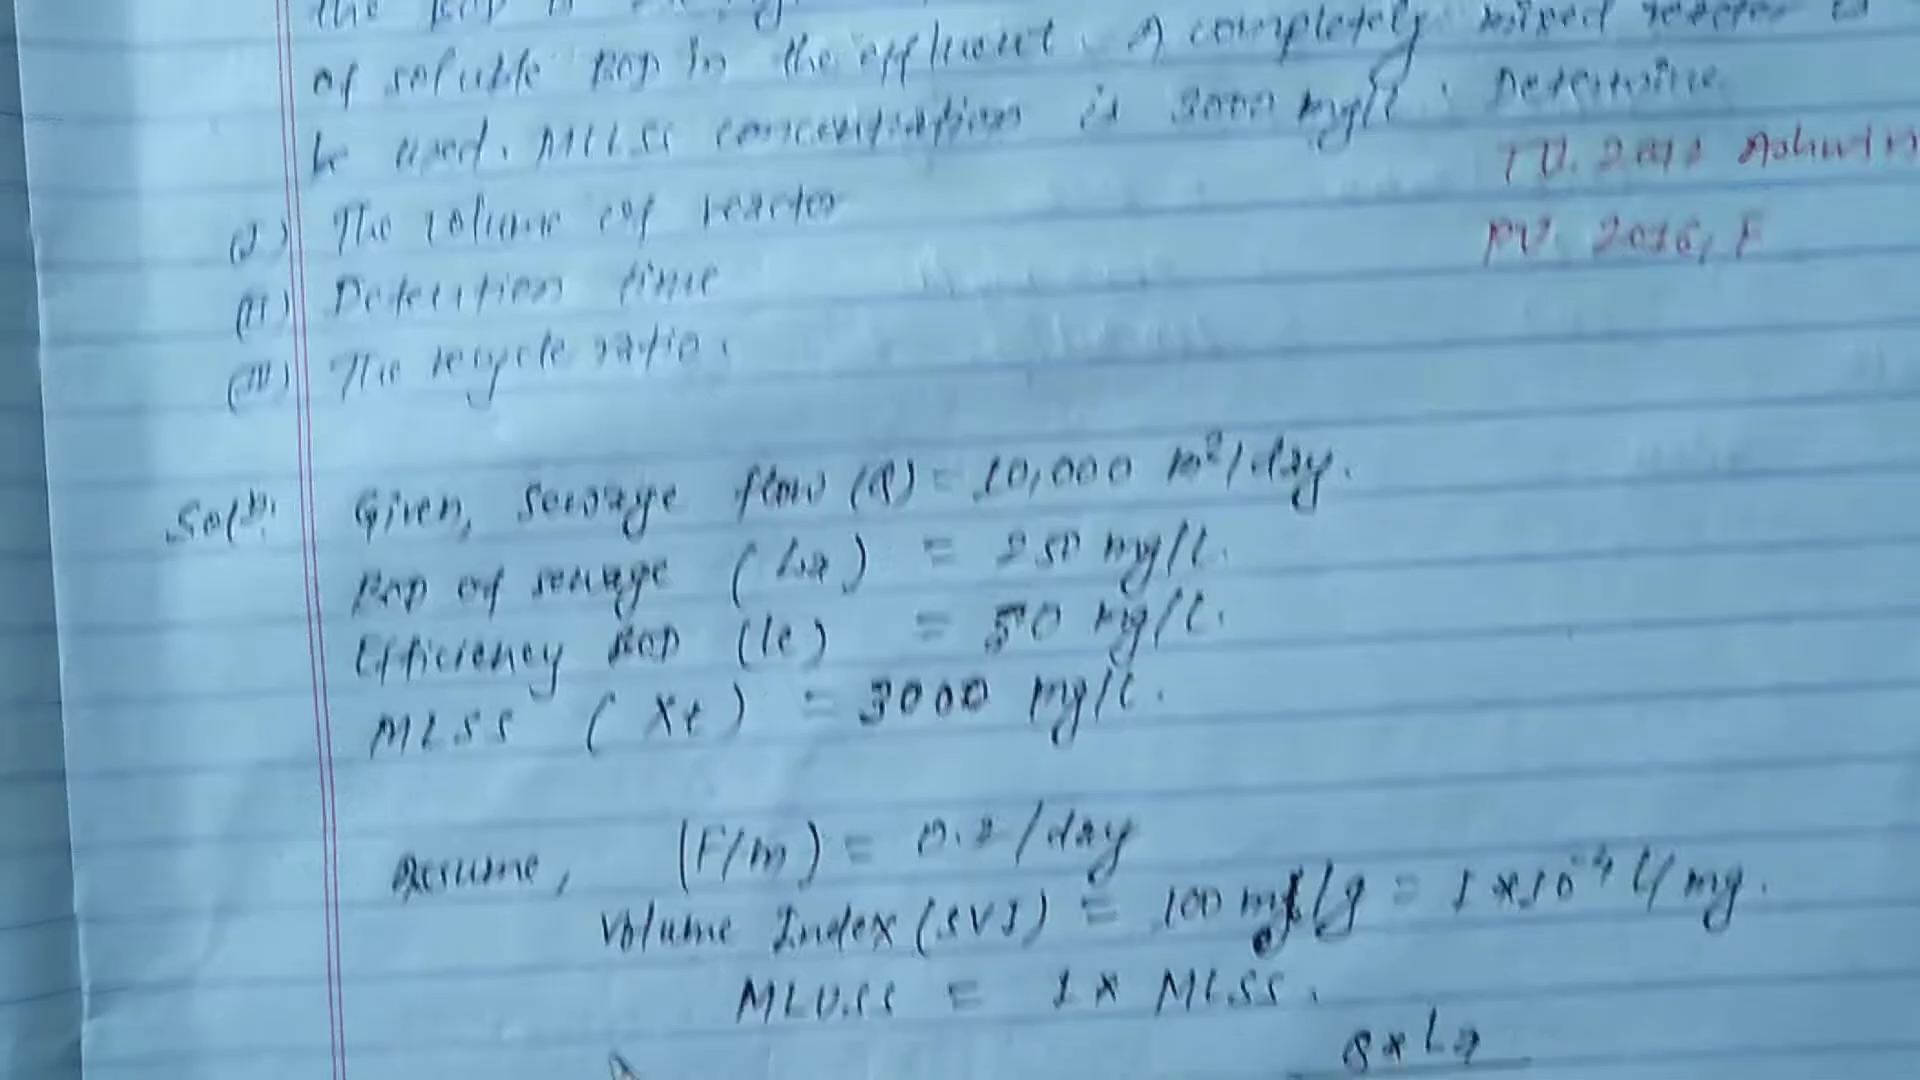 of soluble BOD in the effluent. A completely mixed reactor is
be used. MLLSS concentration is 3000 mg/l. Determine
TU. 2072 Ashwin
(I) The volume of reactor
PU. 2016, F
(II) Detention time
(III) The recycle ratio.
Solⁿ: Given, sewage flow (Q) = 10,000 m³/day.
BOD of sewage (La) = 250 mg/l.
Efficiency BOD (le) = 50 mg/l.
MLSS (Xt) = 3000 mg/l.
Assume, (F/m) = 0.2/day
Volume Index (SVI) = 100 ml/g = 1×10⁻⁴ l/mg.
MLVSS = 1 × MLSS.
Q × La